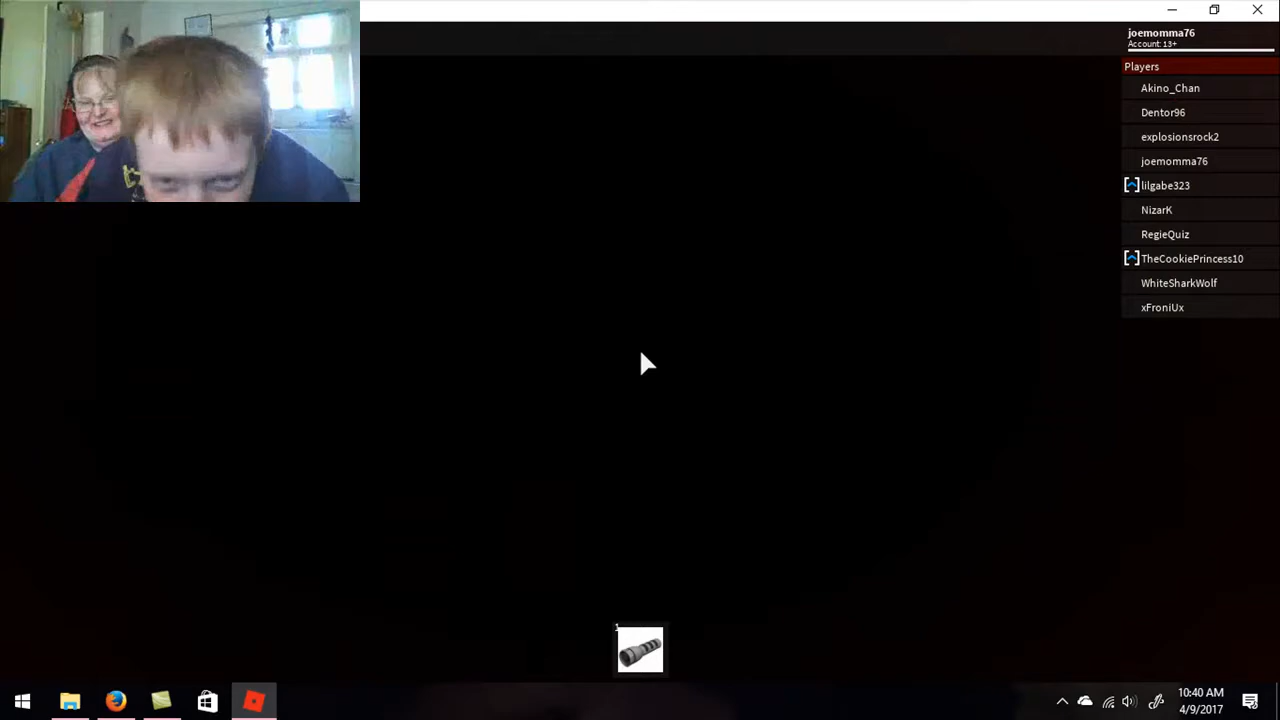 joemomma76
Account: 13+
Players
Akino_Chan
Dentor96
explosionsrock2
joemomma76
lilgabe323
NizarK
RegieQuiz
TheCookiePrincess10
WhiteSharkWolf
xFroniUx
1
10:40 AM
4/9/2017